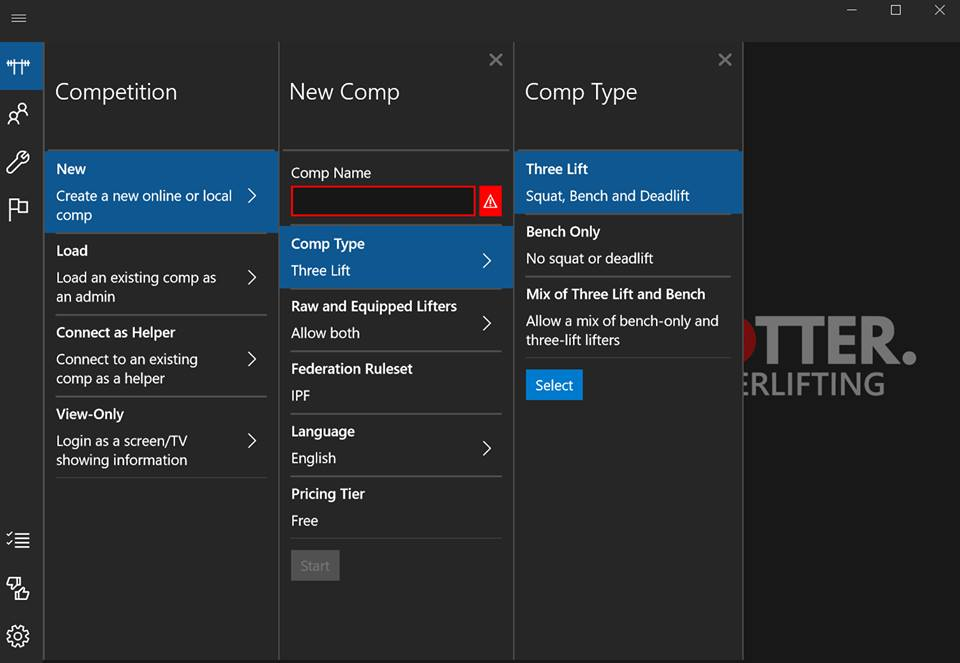 Competition
New
Create a new online or local
comp
Load
Load an existing comp as
an admin
Connect as Helper
Connect to an existing
comp as a helper
View-Only
Login as a screen/TV
showing information
New Comp
Comp Name
Comp Type
Three Lift
Raw and Equipped Lifters
Allow both
Federation Ruleset
IPF
Language
English
Pricing Tier
Free
Start
Comp Type
Three Lift
Squat, Bench and Deadlift
Bench Only
No squat or deadlift
Mix of Three Lift and Bench
Allow a mix of bench-only and
three-lift lifters
Select
TTER.
ERLIFTING